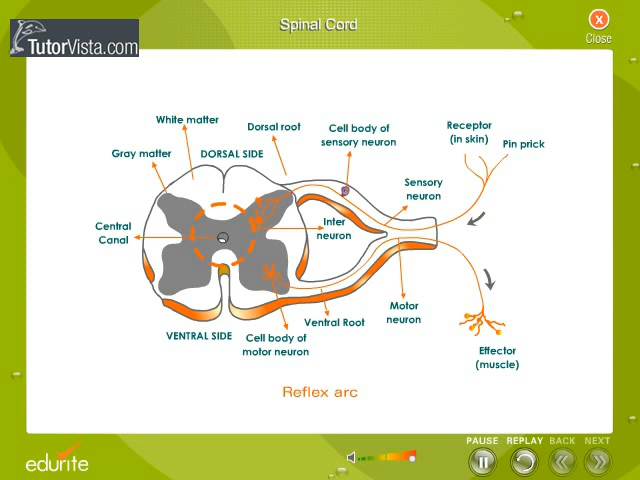 Spinal Cord
Close
TutorVista.com
White matter
Dorsal root
Cell body of
sensory neuron
Receptor
(in skin)
Pin prick
Gray matter
DORSAL SIDE
Sensory
neuron
Central
Canal
Inter
neuron
Motor
neuron
VENTRAL SIDE
Cell body of
motor neuron
Ventral Root
Effector
(muscle)
Reflex arc
PAUSE REPLAY BACK NEXT
edurite